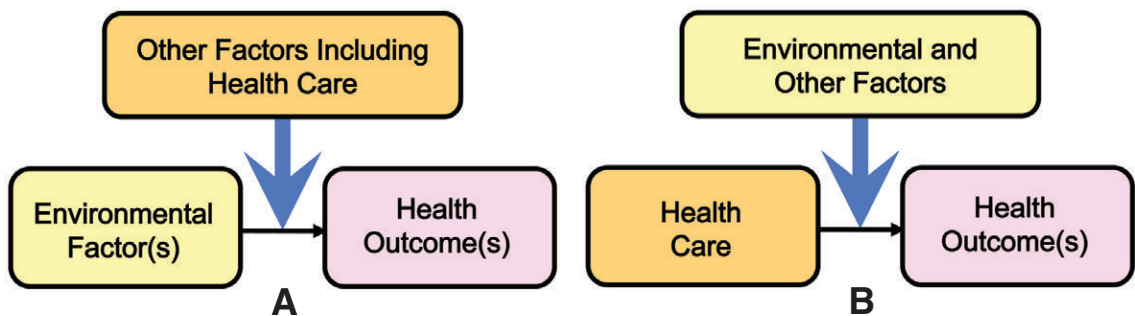 Other Factors Including
Health Care
Environmental
Factor(s)
Health
Outcome(s)
A
Environmental and
Other Factors
Health
Care
Health
Outcome(s)
B